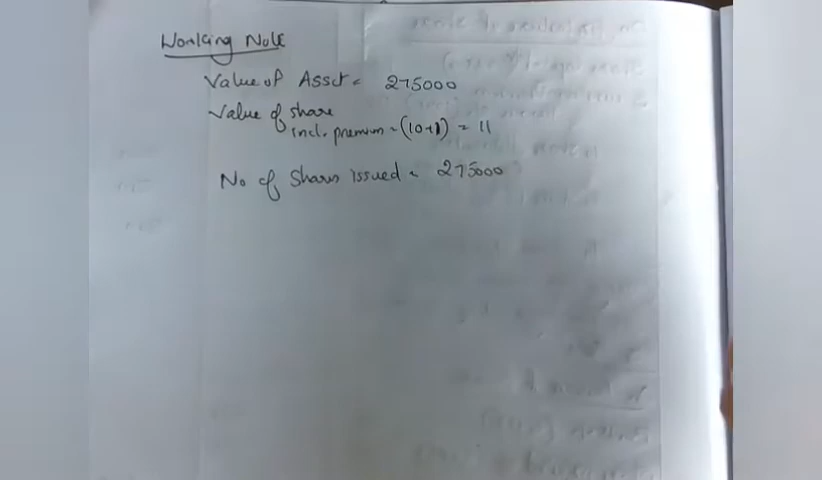 Working Note
Value of Asset = 275000
Value of share
incl. premium = (10+1) = 11
No of Shares issued = 275000